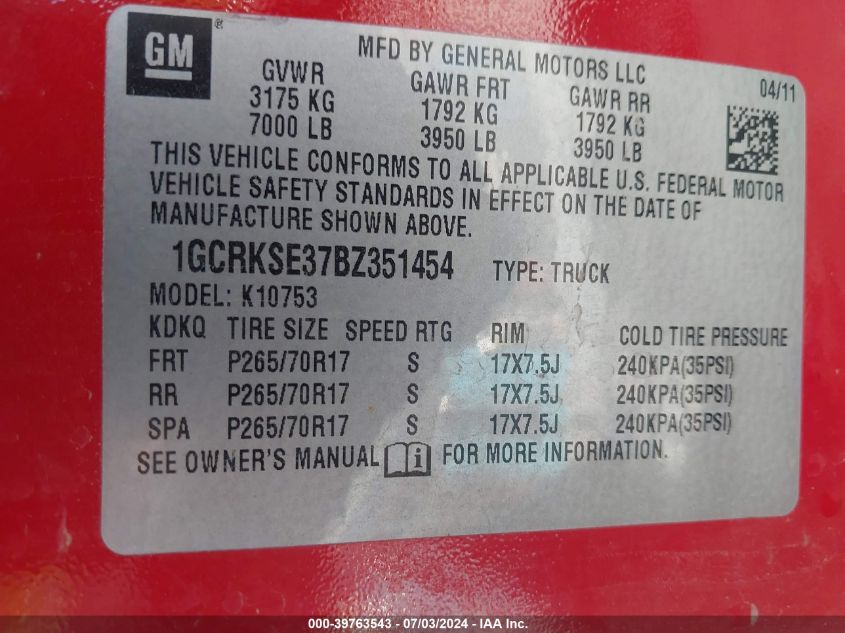 GM®
MFD BY GENERAL MOTORS LLC
04/11
GVWR GAWR FRT GAWR RR
3175 KG 1792 KG 1792 KG
7000 LB 3950 LB 3950 LB
THIS VEHICLE CONFORMS TO ALL APPLICABLE U.S. FEDERAL MOTOR
VEHICLE SAFETY STANDARDS IN EFFECT ON THE DATE OF
MANUFACTURE SHOWN ABOVE.
1GCRKSE37BZ351454 TYPE: TRUCK
MODEL: K10753
KDKQ TIRE SIZE SPEED RTG RIM COLD TIRE PRESSURE
FRT P265/70R17 S 17X7.5J 240KPA(35PSI)
RR P265/70R17 S 17X7.5J 240KPA(35PSI)
SPA P265/70R17 S 17X7.5J 240KPA(35PSI)
SEE OWNER'S MANUAL FOR MORE INFORMATION.
000-39763543 - 07/03/2024 - IAA Inc.